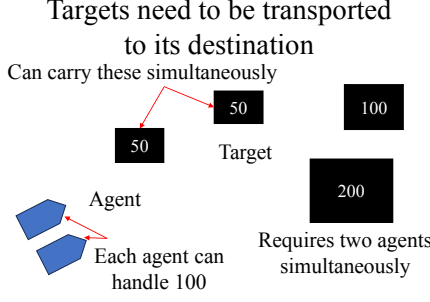 Targets need to be transported
to its destination
Can carry these simultaneously
50
100
50
Target
200
Agent
Requires two agents
simultaneously
Each agent can
handle 100